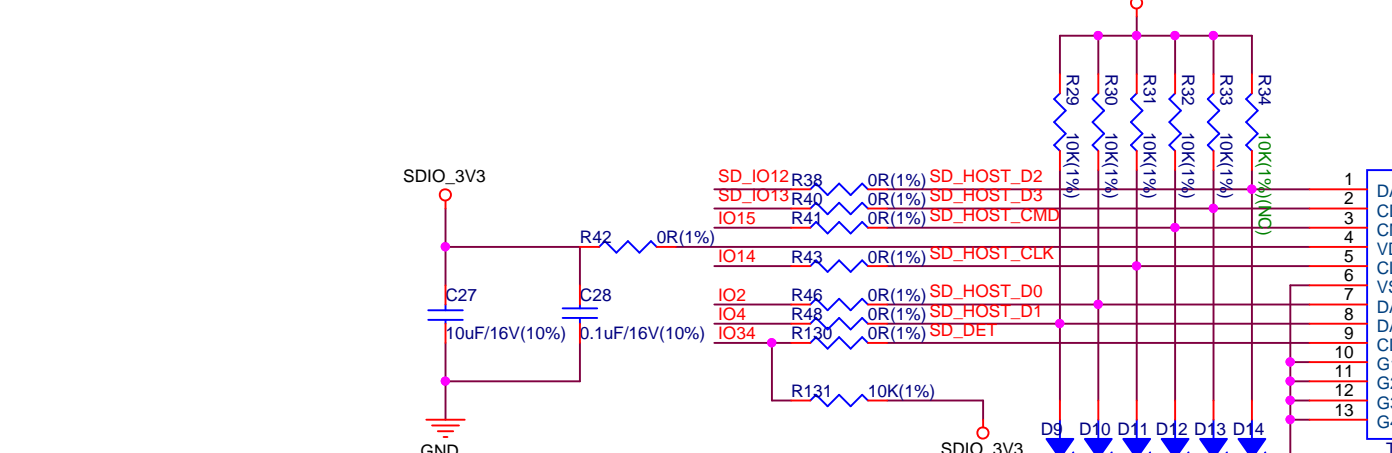 R29
R30
R31
R32
R33
R34
10K(1%)
10K(1%)
10K(1%)
10K(1%)
10K(1%)
10K(1%)(NC)
SDIO_3V3
SD_IO12 R38 0R(1%) SD_HOST_D2 1
SD_IO13 R40 0R(1%) SD_HOST_D3 2
IO15 R41 0R(1%) SD_HOST_CMD 3
R42 0R(1%) 4
IO14 R43 0R(1%) SD_HOST_CLK 5
6
C27
10uF/16V(10%)
C28
0.1uF/16V(10%)
IO2 R46 0R(1%) SD_HOST_D0 7
IO4 R48 0R(1%) SD_HOST_D1 8
IO34 R130 0R(1%) SD_DET 9
10
11
12
13
R131 10K(1%)
SDIO_3V3
GND
D9 D10 D11 D12 D13 D14